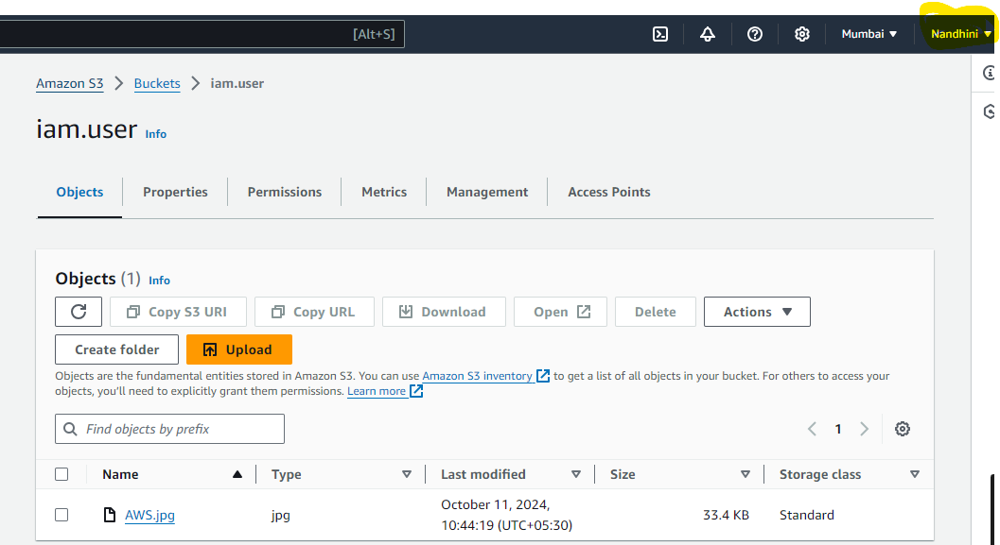 [Alt+S]
Mumbai
Nandhini
Amazon S3 Buckets iam.user
iam.user Info
Objects Properties Permissions Metrics Management Access Points
Objects (1) Info
Copy S3 URI Copy URL Download Open Delete Actions
Create folder Upload
Objects are the fundamental entities stored in Amazon S3. You can use Amazon S3 inventory to get a list of all objects in your bucket. For others to access your
objects, you'll need to explicitly grant them permissions. Learn more
Find objects by prefix
1
Name Type Last modified Size Storage class
AWS.jpg jpg October 11, 2024, 33.4 KB Standard
10:44:19 (UTC+05:30)